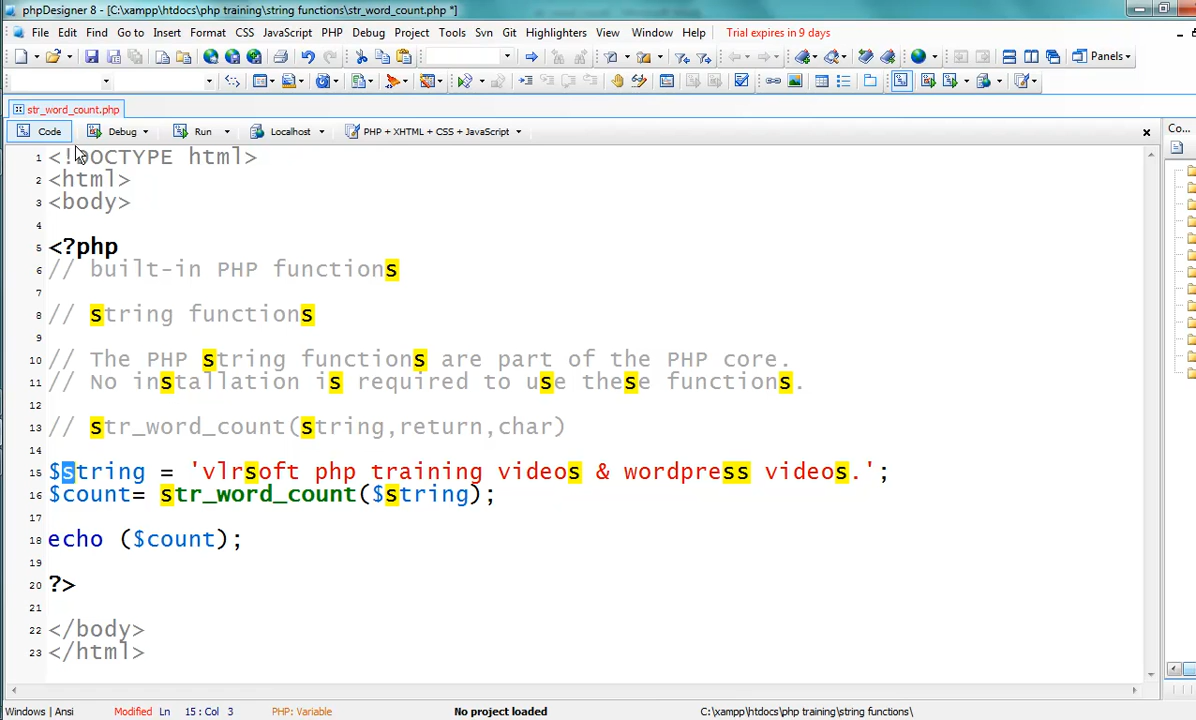 phpDesigner 8 - [C:\xampp\htdocs\php training\string functions\str_word_count.php *]
File Edit Find Go to Insert Format CSS JavaScript PHP Debug Project Tools Svn Git Highlighters View Window Help Trial expires in 9 days
Panels
str_word_count.php
Code Debug Run Localhost PHP + XHTML + CSS + JavaScript
Co...
1 <!DOCTYPE html>
2 <html>
3 <body>
4
5 <?php
6 // built-in PHP functions
7
8 // string functions
9
10 // The PHP string functions are part of the PHP core.
11 // No installation is required to use these functions.
12
13 // str_word_count(string,return,char)
14
15 $string = 'vlrsoft php training videos & wordpress videos.';
16 $count= str_word_count($string);
17
18 echo ($count);
19
20 ?>
21
22 </body>
23 </html>
Windows | Ansi Modified Ln 15 : Col 3 PHP: Variable No project loaded C:\xampp\htdocs\php training\string functions\